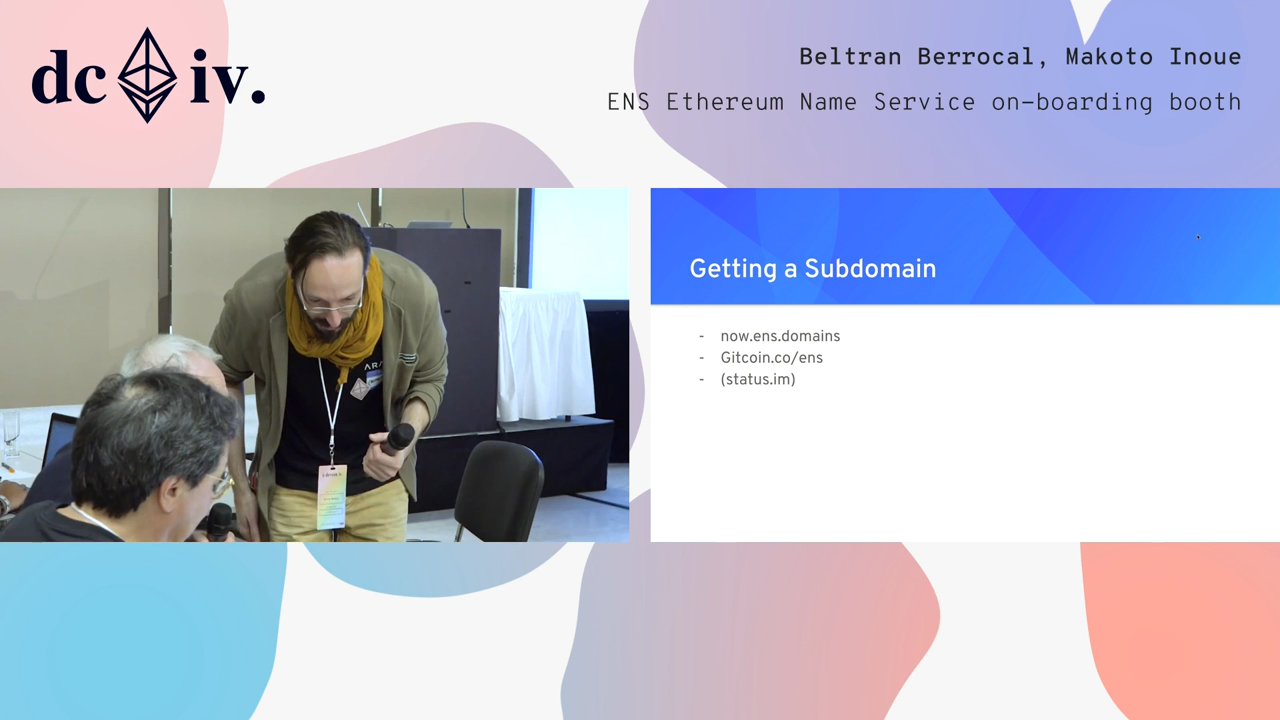 dc iv.
Beltran Berrocal, Makoto Inoue
ENS Ethereum Name Service on-boarding booth
Getting a Subdomain
- now.ens.domains
- Gitcoin.co/ens
- (status.im)